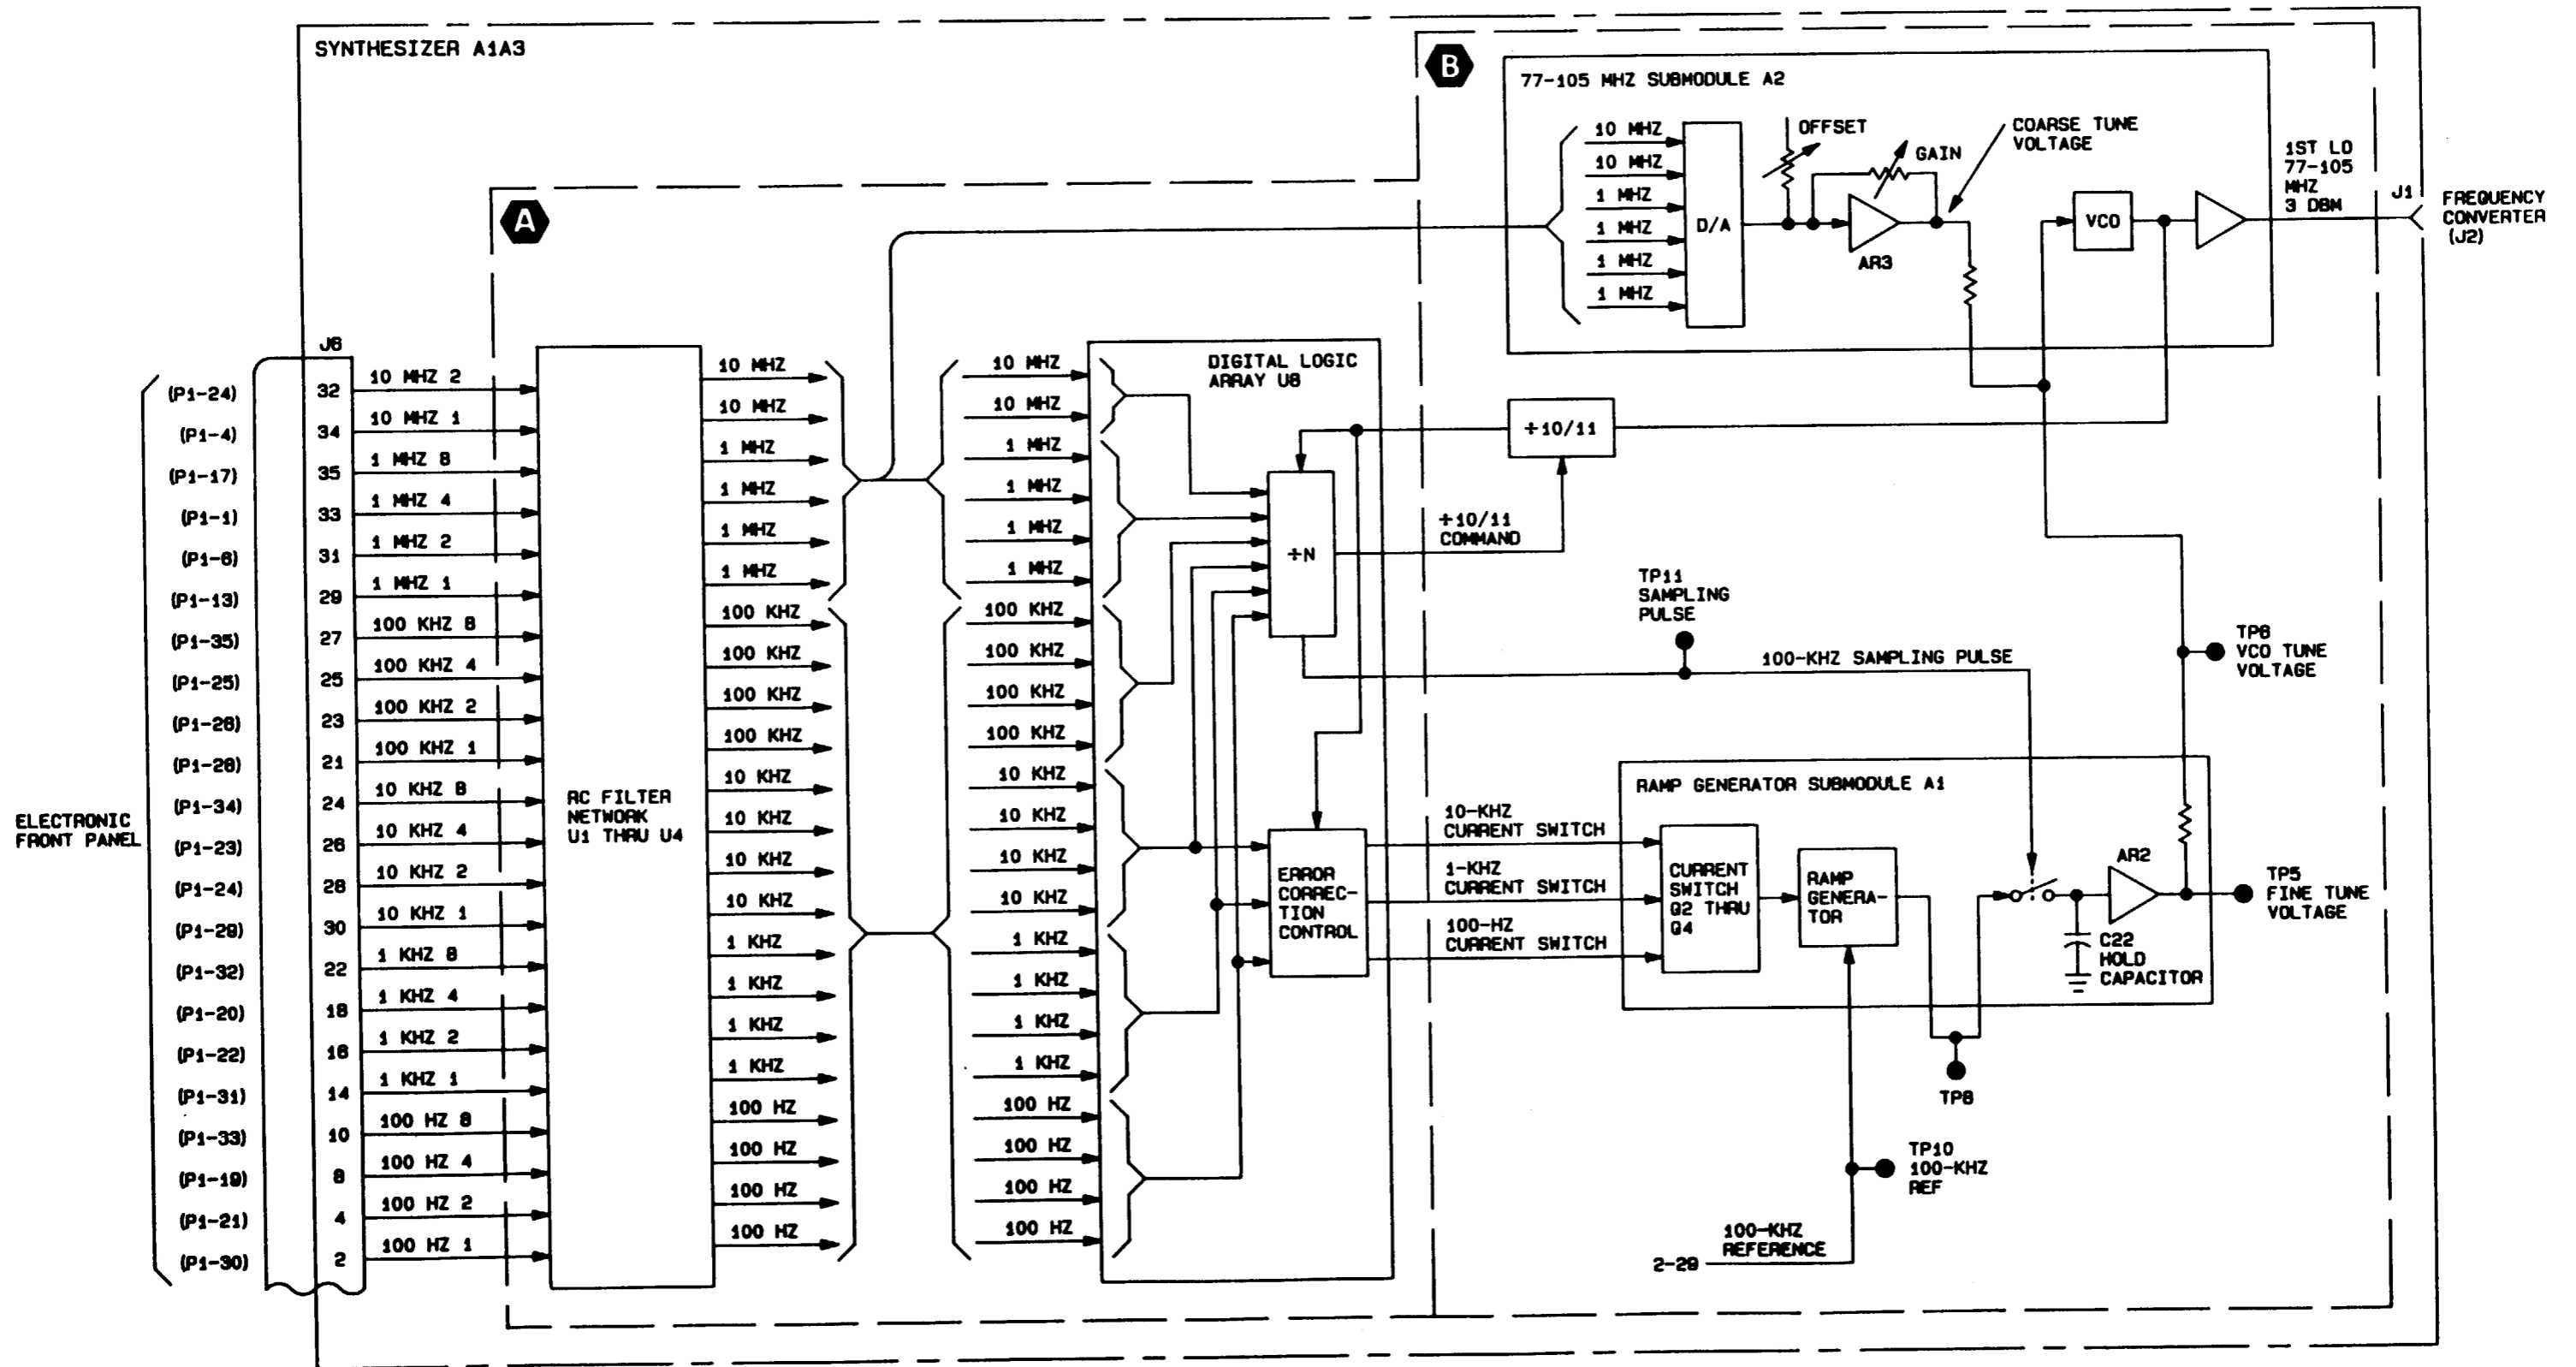 SYNTHESIZER A1A3
A
B
77-105 MHZ SUBMODULE A2
10 MHZ
10 MHZ
1 MHZ
1 MHZ
1 MHZ
1 MHZ
D/A
OFFSET
GAIN
AR3
COARSE TUNE
VOLTAGE
VCO
1ST LO
77-105
MHZ
3 DBM
J1
FREQUENCY
CONVERTER
(J2)
ELECTRONIC
FRONT PANEL
J6
(P1-24) 32 10 MHZ 2
(P1-4) 34 10 MHZ 1
(P1-17) 35 1 MHZ 8
(P1-1) 33 1 MHZ 4
(P1-6) 31 1 MHZ 2
(P1-13) 29 1 MHZ 1
(P1-35) 27 100 KHZ 8
(P1-25) 25 100 KHZ 4
(P1-26) 23 100 KHZ 2
(P1-28) 21 100 KHZ 1
(P1-34) 24 10 KHZ 8
(P1-23) 26 10 KHZ 4
(P1-24) 28 10 KHZ 2
(P1-29) 30 10 KHZ 1
(P1-32) 22 1 KHZ 8
(P1-20) 18 1 KHZ 4
(P1-22) 16 1 KHZ 2
(P1-31) 14 1 KHZ 1
(P1-33) 10 100 HZ 8
(P1-19) 8 100 HZ 4
(P1-21) 4 100 HZ 2
(P1-30) 2 100 HZ 1
RC FILTER
NETWORK
U1 THRU U4
10 MHZ
10 MHZ
1 MHZ
1 MHZ
1 MHZ
1 MHZ
100 KHZ
100 KHZ
100 KHZ
100 KHZ
10 KHZ
10 KHZ
10 KHZ
10 KHZ
1 KHZ
1 KHZ
1 KHZ
1 KHZ
100 HZ
100 HZ
100 HZ
100 HZ
10 MHZ
10 MHZ
1 MHZ
1 MHZ
1 MHZ
1 MHZ
100 KHZ
100 KHZ
100 KHZ
100 KHZ
10 KHZ
10 KHZ
10 KHZ
10 KHZ
1 KHZ
1 KHZ
1 KHZ
1 KHZ
100 HZ
100 HZ
100 HZ
100 HZ
DIGITAL LOGIC
ARRAY U8
÷N
ERROR
CORREC-
TION
CONTROL
÷10/11
÷10/11
COMMAND
TP11
SAMPLING
PULSE
100-KHZ SAMPLING PULSE
TP6
VCO TUNE
VOLTAGE
10-KHZ
CURRENT SWITCH
1-KHZ
CURRENT SWITCH
100-HZ
CURRENT SWITCH
RAMP GENERATOR SUBMODULE A1
CURRENT
SWITCH
Q2 THRU
Q4
RAMP
GENERA-
TOR
AR2
C22
HOLD
CAPACITOR
TP5
FINE TUNE
VOLTAGE
TP8
TP10
100-KHZ
REF
100-KHZ
REFERENCE
2-29